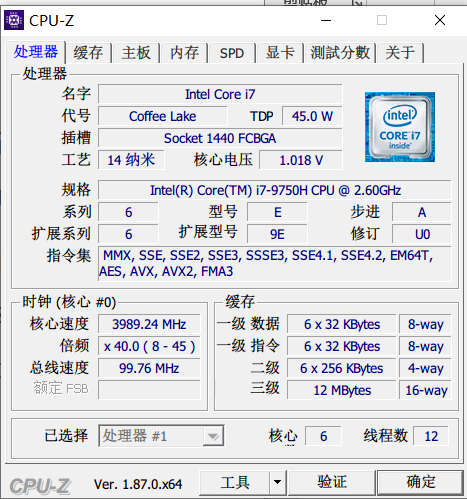 CPU-Z
处理器 缓存 主板 内存 SPD 显卡 測試分數 关于
处理器
名字 Intel Core i7
代号 Coffee Lake TDP 45.0 W
插槽 Socket 1440 FCBGA
工艺 14 纳米 核心电压 1.018 V
intel
CORE i7
inside
规格 Intel(R) Core(TM) i7-9750H CPU @ 2.60GHz
系列 6 型号 E 步进 A
扩展系列 6 扩展型号 9E 修订 U0
指令集 MMX, SSE, SSE2, SSE3, SSSE3, SSE4.1, SSE4.2, EM64T,
AES, AVX, AVX2, FMA3
时钟 (核心 #0) 缓存
核心速度 3989.24 MHz 一级 数据 6 x 32 KBytes 8-way
倍频 x 40.0 ( 8 - 45 ) 一级 指令 6 x 32 KBytes 8-way
总线速度 99.76 MHz 二级 6 x 256 KBytes 4-way
额定 FSB 三级 12 MBytes 16-way
已选择 处理器 #1 核心 6 线程数 12
CPU-Z Ver. 1.87.0.x64 工具 验证 确定